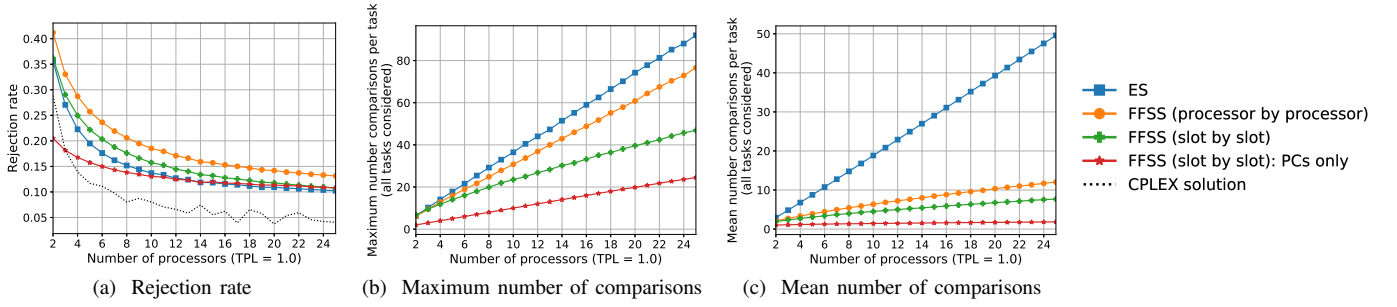 0.40
0.35
0.30
0.25
0.20
0.15
0.10
0.05
Rejection rate
2 4 6 8 10 12 14 16 18 20 22 24
Number of processors (TPL = 1.0)
(a) Rejection rate
80
60
40
20
0
Maximum number comparisons per task
(all tasks considered)
2 4 6 8 10 12 14 16 18 20 22 24
Number of processors (TPL = 1.0)
(b) Maximum number of comparisons
50
40
30
20
10
0
Mean number comparisons per task
(all tasks considered)
2 4 6 8 10 12 14 16 18 20 22 24
Number of processors (TPL = 1.0)
(c) Mean number of comparisons
ES
FFSS (processor by processor)
FFSS (slot by slot)
FFSS (slot by slot): PCs only
CPLEX solution